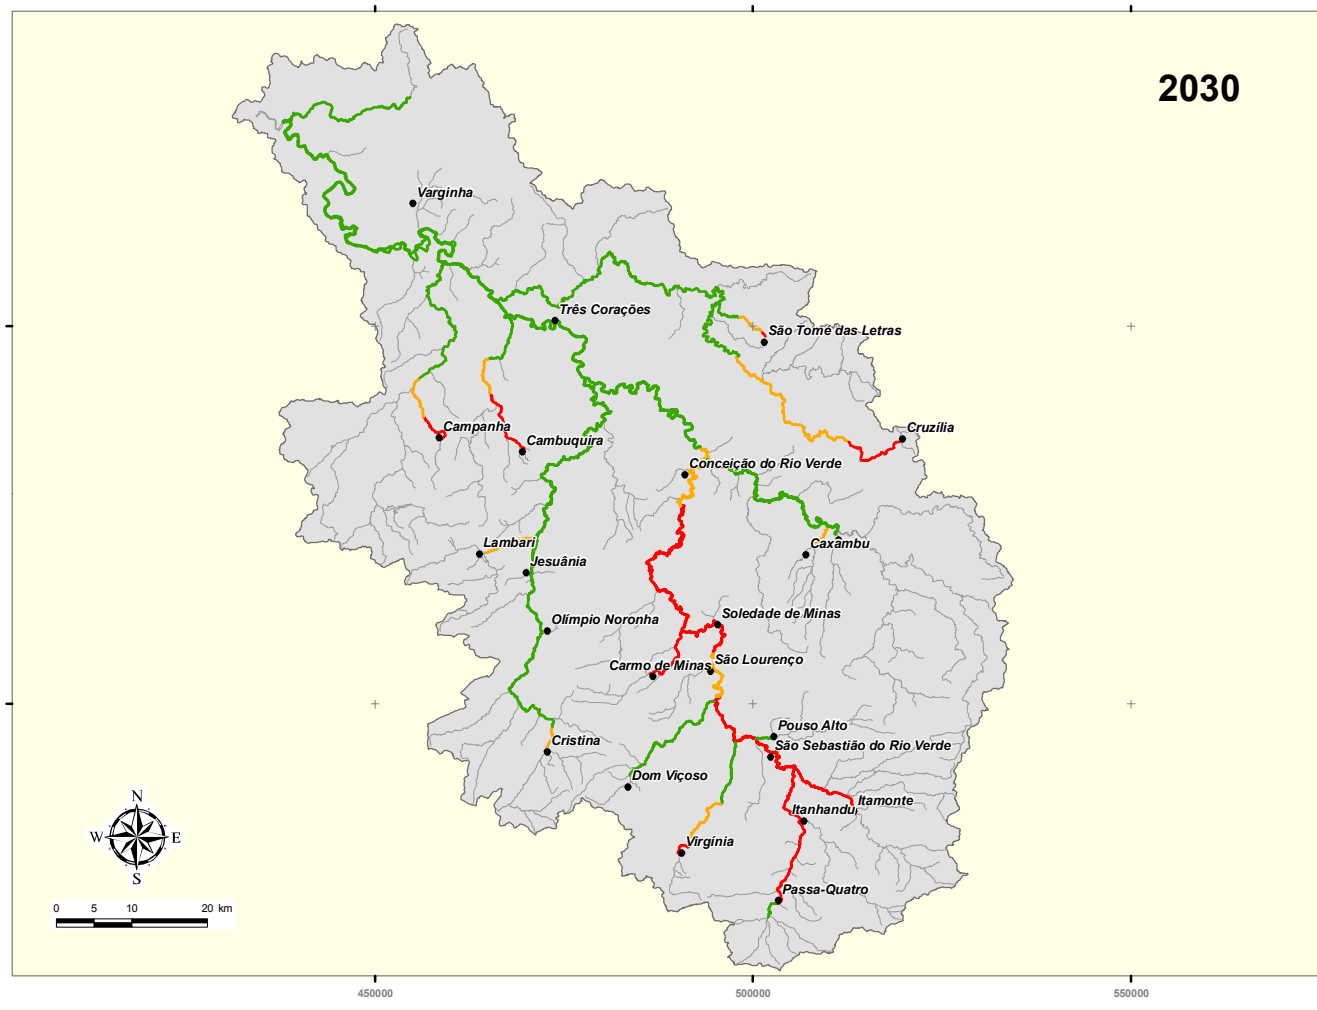 2030
Varginha
Três Corações
São Tomé das Letras
Campanha
Cambuquira
Cruzília
Conceição do Rio Verde
Lambari
Caxambu
Jesuânia
Olímpio Noronha
Soledade de Minas
Carmo de Minas
São Lourenço
Pouso Alto
Cristina
São Sebastião do Rio Verde
Dom Viçoso
Itamonte
Itanhandu
Virgínia
Passa-Quatro
N
W E
S
0 5 10 20 km
450000 500000 550000